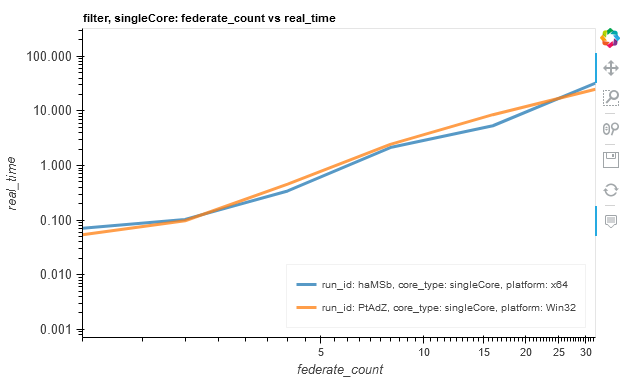 filter, singleCore: federate_count vs real_time
100.000
10.000
1.000
0.100
0.010
0.001
real_time
run_id: haMSb, core_type: singleCore, platform: x64
run_id: PtAdZ, core_type: singleCore, platform: Win32
5
10
15
20
25
30
federate_count